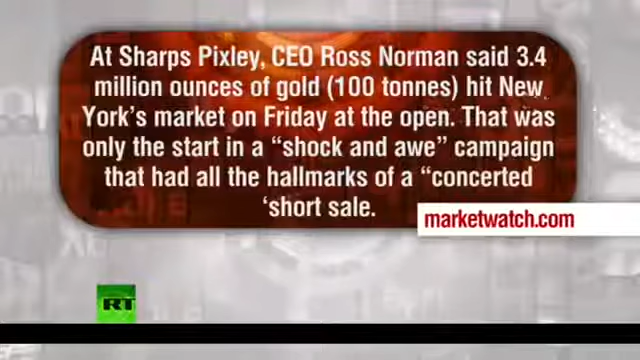 At Sharps Pixley, CEO Ross Norman said 3.4
million ounces of gold (100 tonnes) hit New
York's market on Friday at the open. That was
only the start in a “shock and awe” campaign
that had all the hallmarks of a “concerted
‘short sale.
marketwatch.com
RT